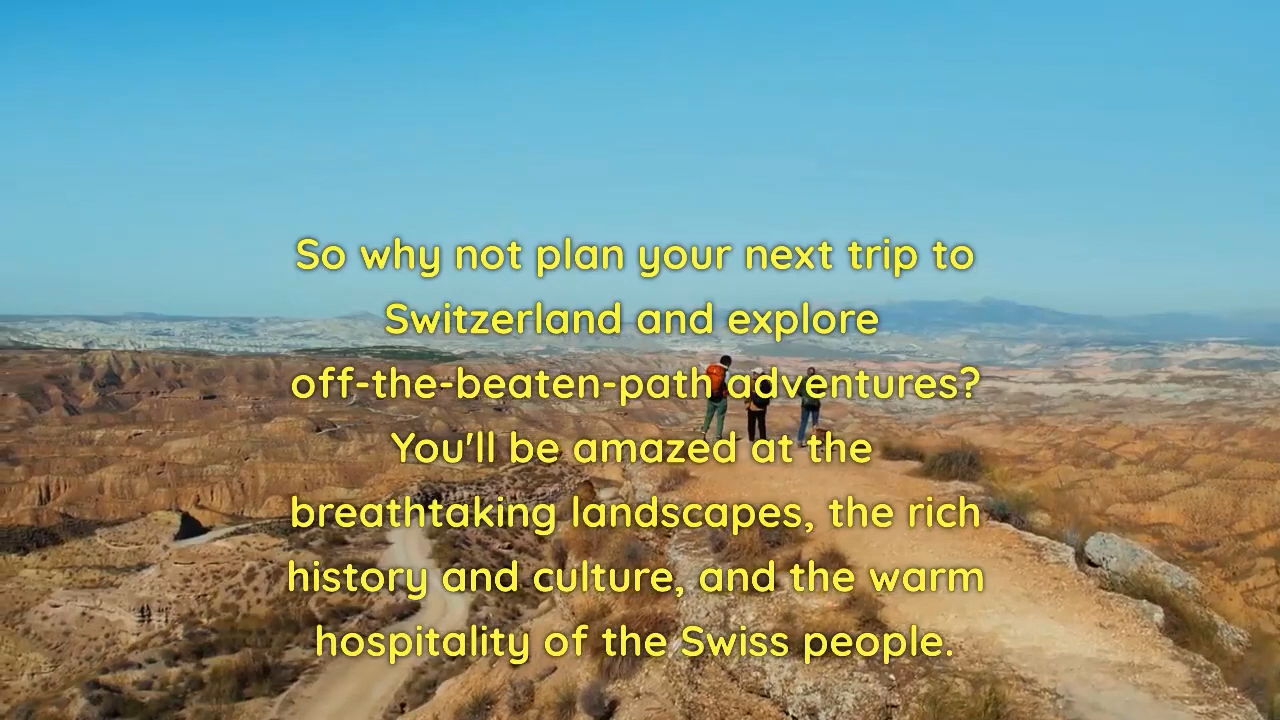 So why not plan your next trip to
Switzerland and explore
off-the-beaten-path adventures?
You'll be amazed at the
breathtaking landscapes, the rich
history and culture, and the warm
hospitality of the Swiss people.